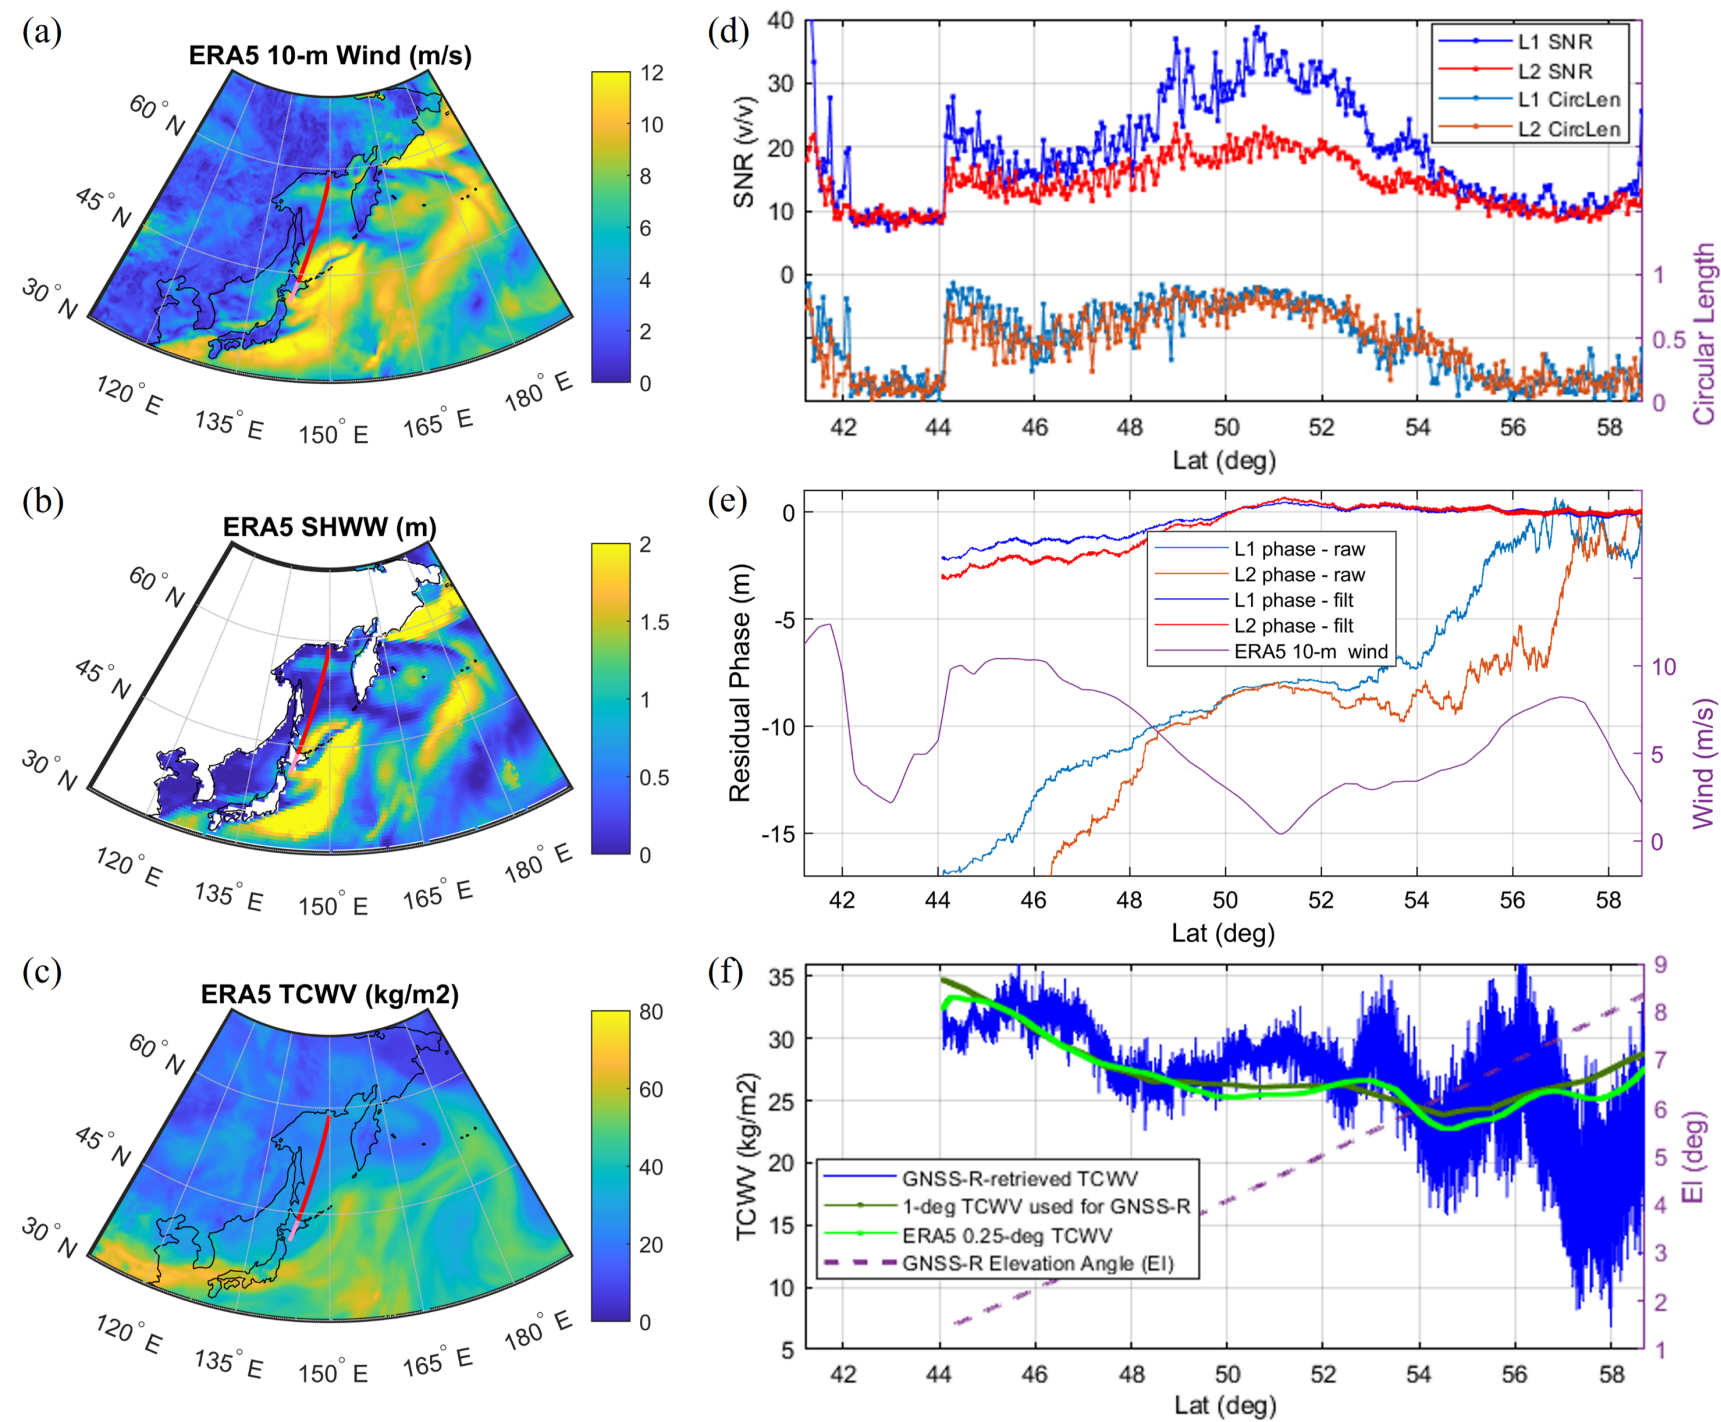 (a)
ERA5 10-m Wind (m/s)
60° N
45° N
30° N
120° E
135° E
150° E
165° E
180° E
12
10
8
6
4
2
0
(b)
ERA5 SHWW (m)
60° N
45° N
30° N
120° E
135° E
150° E
165° E
180° E
2
1.5
1
0.5
0
(c)
ERA5 TCWV (kg/m2)
60° N
45° N
30° N
120° E
135° E
150° E
165° E
180° E
80
60
40
20
0
(d)
SNR (v/v)
40
30
20
10
0
L1 SNR
L2 SNR
L1 CircLen
L2 CircLen
1
0.5
0
Circular Length
42 44 46 48 50 52 54 56 58
Lat (deg)
(e)
Residual Phase (m)
0
-5
-10
-15
L1 phase - raw
L2 phase - raw
L1 phase - filt
L2 phase - filt
ERA5 10-m wind
10
5
0
Wind (m/s)
42 44 46 48 50 52 54 56 58
Lat (deg)
(f)
TCWV (kg/m2)
35
30
25
20
15
10
5
GNSS-R-retrieved TCWV
1-deg TCWV used for GNSS-R
ERA5 0.25-deg TCWV
GNSS-R Elevation Angle (El)
9
8
7
6
5
4
3
2
1
El (deg)
42 44 46 48 50 52 54 56 58
Lat (deg)